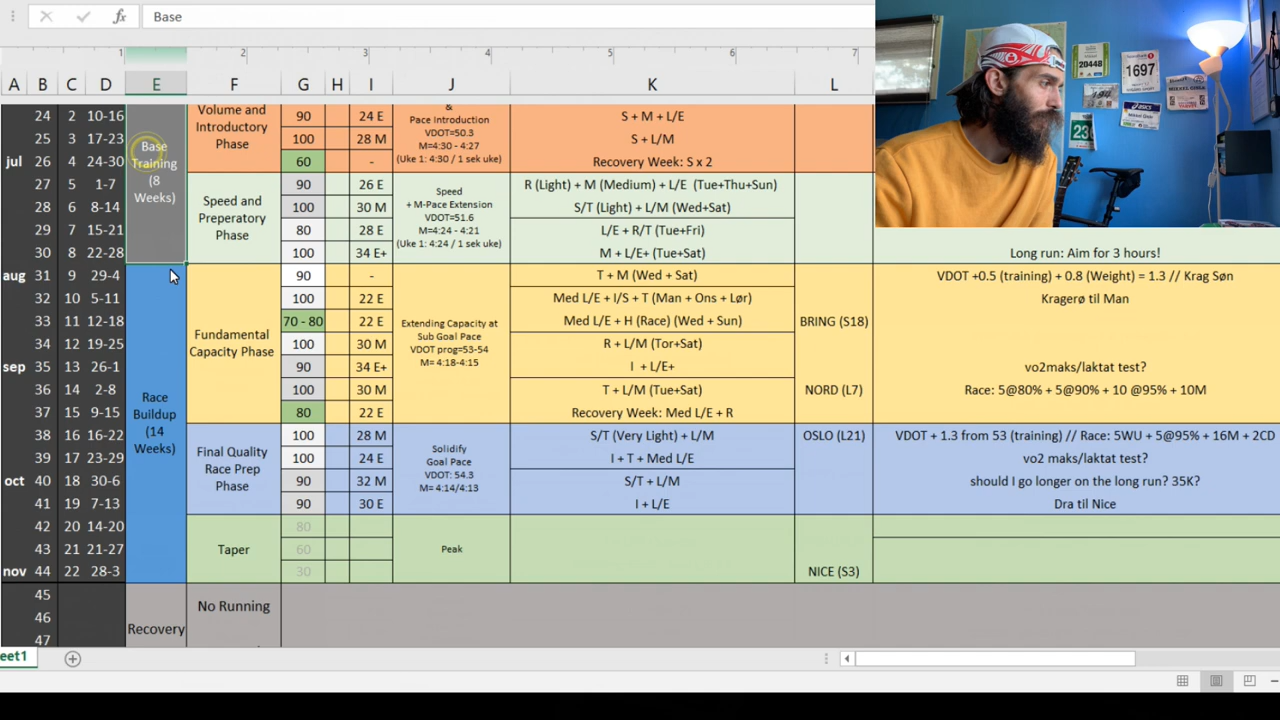 Base
1 2 3 4 5 6 7
A B C D E F G H I J K L
24 2 10-16 Volume and 90 24 E & S + M + L/E
Introductory Pace Introduction
25 3 17-23 Phase 100 28 M VDOT=50.3 S + L/M
M=4:30 - 4:27
jul 26 4 24-30 60 - (Uke 1: 4:30 / 1 sek uke) Recovery Week: S x 2
Base
Training
(8
Weeks)
27 5 1-7 90 26 E Speed R (Light) + M (Medium) + L/E (Tue+Thu+Sun)
Speed and + M-Pace Extension
28 6 8-14 Preperatory 100 30 M VDOT=51.6 S/T (Light) + L/M (Wed+Sat)
29 7 15-21 Phase 80 28 E M=4:24 - 4:21 L/E + R/T (Tue+Fri)
30 8 22-28 100 34 E+ (Uke 1: 4:24 / 1 sek uke) M + L/E+ (Tue+Sat) Long run: Aim for 3 hours!
aug 31 9 29-4 90 - T + M (Wed + Sat) VDOT +0.5 (training) + 0.8 (Weight) = 1.3 // Krag Søn
32 10 5-11 100 22 E Med L/E + I/S + T (Man + Ons + Lør) Kragerø til Man
33 11 12-18 Fundamental 70 - 80 22 E Extending Capacity at Med L/E + H (Race) (Wed + Sun) BRING (S18)
Sub Goal Pace
34 12 19-25 Capacity Phase 100 30 M VDOT prog=53-54 R + L/M (Tor+Sat)
sep 35 13 26-1 90 34 E+ M= 4:18-4:15 I + L/E+ vo2maks/laktat test?
36 14 2-8 100 30 M T + L/M (Tue+Sat) NORD (L7) Race: 5@80% + 5@90% + 10 @95% + 10M
37 15 9-15 80 22 E Recovery Week: Med L/E + R
Race
Buildup
(14
Weeks)
38 16 16-22 100 28 M S/T (Very Light) + L/M OSLO (L21) VDOT + 1.3 from 53 (training) // Race: 5WU + 5@95% + 16M + 2CD
39 17 23-29 Final Quality 100 24 E Solidify I + T + Med L/E vo2 maks/laktat test?
Race Prep Goal Pace
oct 40 18 30-6 Phase 90 32 M VDOT: 54.3 S/T + L/M should I go longer on the long run? 35K?
M= 4:14/4:13
41 19 7-13 90 30 E I + L/E Dra til Nice
42 20 14-20 80
43 21 21-27 Taper 60 Peak
nov 44 22 28-3 30 NICE (S3)
45 No Running
46
Recovery
47
eet1
20448
1697
23